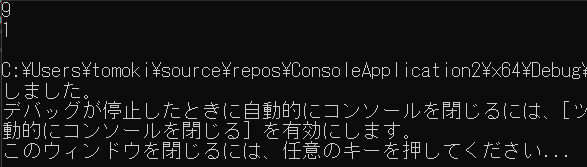 9
1
C:¥Users¥tomoki¥source¥repos¥ConsoleApplication2¥x64¥Debug¥
しました。
デバッグが停止したときに自動的にコンソールを閉じるには、[ツ
動的にコンソールを閉じる] を有効にします。
このウィンドウを閉じるには、任意のキーを押してください...